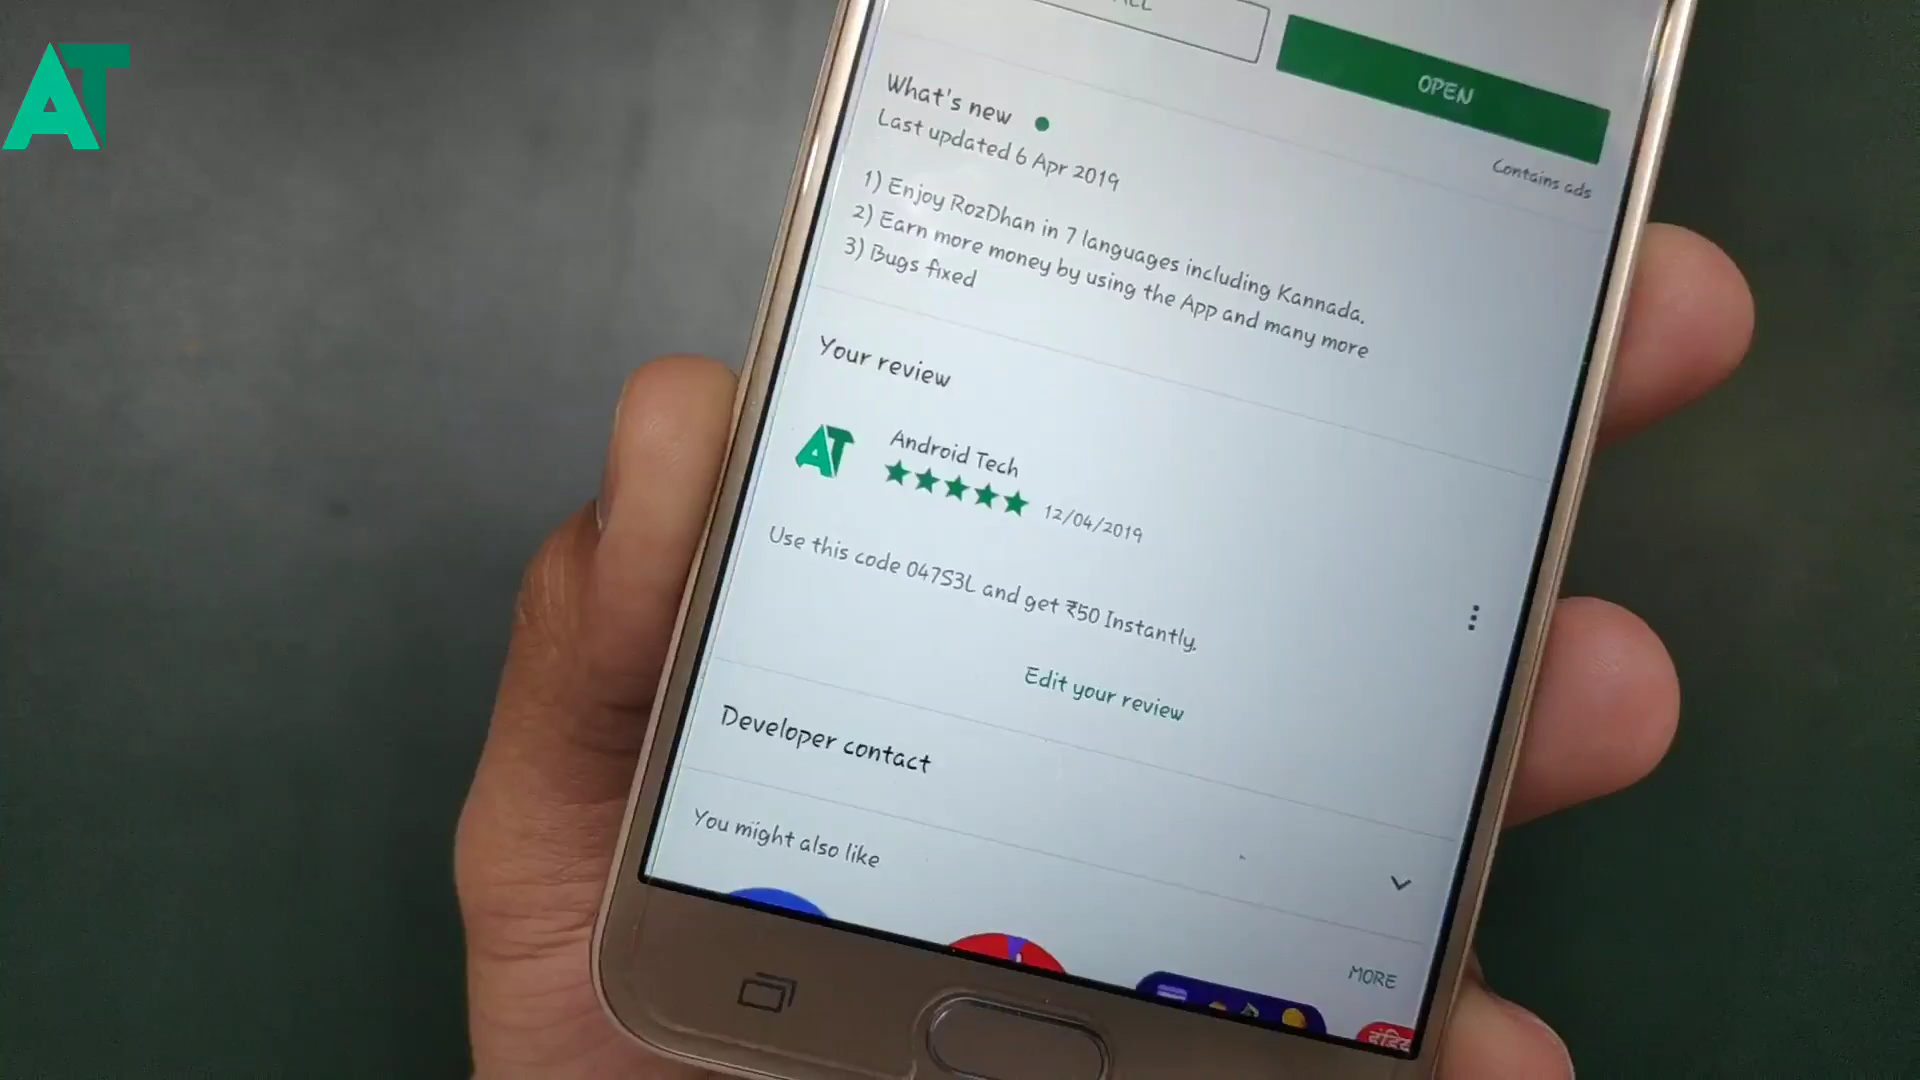 AT
OPEN
What's new
Last updated 6 Apr 2019
Contains ads
1) Enjoy RozDhan in 7 languages including Kannada.
2) Earn more money by using the App and many more
3) Bugs fixed
Your review
AT
Android Tech
12/04/2019
Use this code 047S3L and get ₹50 Instantly.
Edit your review
Developer contact
You might also like
MORE